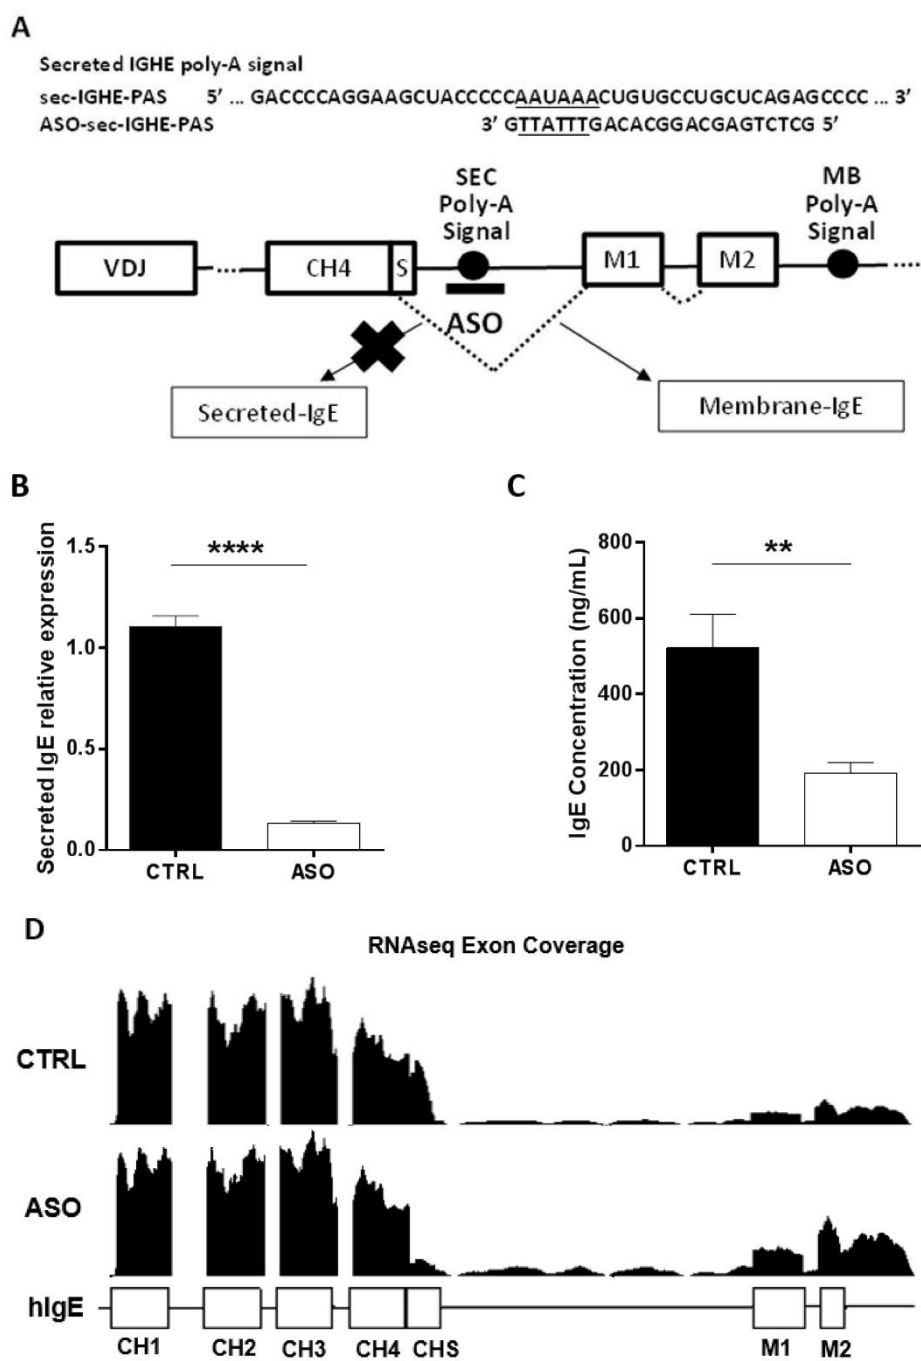 A
Secreted IGHE poly-A signal
sec-IGHE-PAS 5’ ... GACCCCAGGAAGCUACCCCCAAUAAACUGUGCCUGCUCAGAGCCCC ... 3’
ASO-sec-IGHE-PAS 3’ GTTATTTGACACGGACGAGTCTCG 5’
SEC
Poly-A
Signal
MB
Poly-A
Signal
VDJ
CH4
S
M1
M2
ASO
Secreted-IgE
Membrane-IgE
B
Secreted IgE relative expression
1.5
1.0
0.5
0.0
****
CTRL ASO
C
IgE Concentration (ng/mL)
800
600
400
200
0
**
CTRL ASO
D
RNAseq Exon Coverage
CTRL
ASO
hIgE
CH1 CH2 CH3 CH4 CHS M1 M2